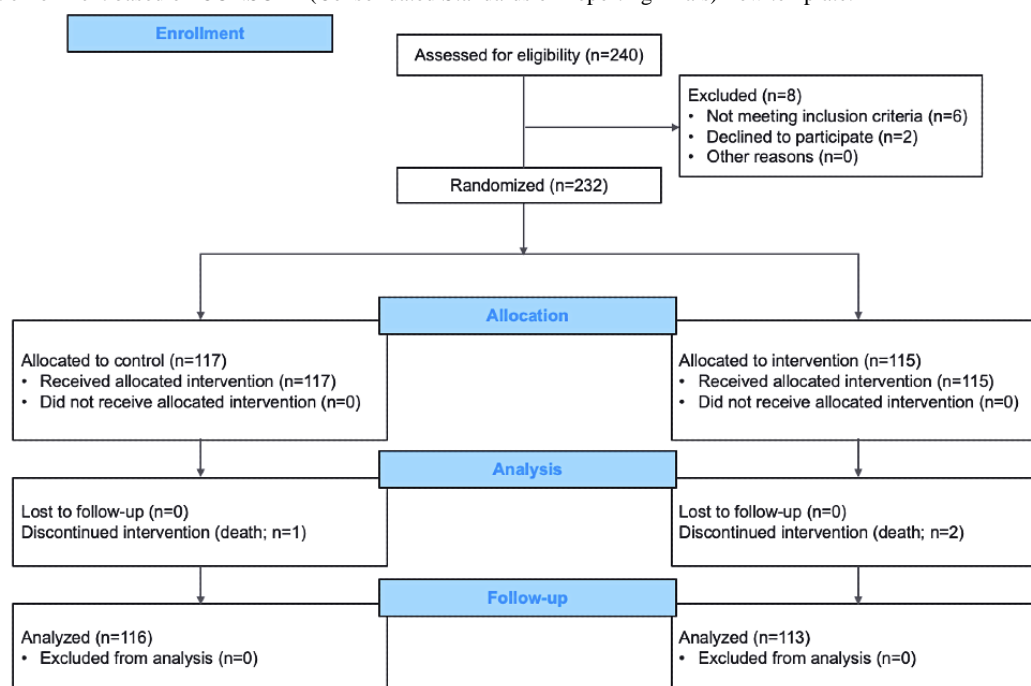 Enrollment
Assessed for eligibility (n=240)
Excluded (n=8)
• Not meeting inclusion criteria (n=6)
• Declined to participate (n=2)
• Other reasons (n=0)
Randomized (n=232)
Allocation
Allocated to control (n=117)
• Received allocated intervention (n=117)
• Did not receive allocated intervention (n=0)
Allocated to intervention (n=115)
• Received allocated intervention (n=115)
• Did not receive allocated intervention (n=0)
Analysis
Lost to follow-up (n=0)
Discontinued intervention (death; n=1)
Lost to follow-up (n=0)
Discontinued intervention (death; n=2)
Follow-up
Analyzed (n=116)
• Excluded from analysis (n=0)
Analyzed (n=113)
• Excluded from analysis (n=0)